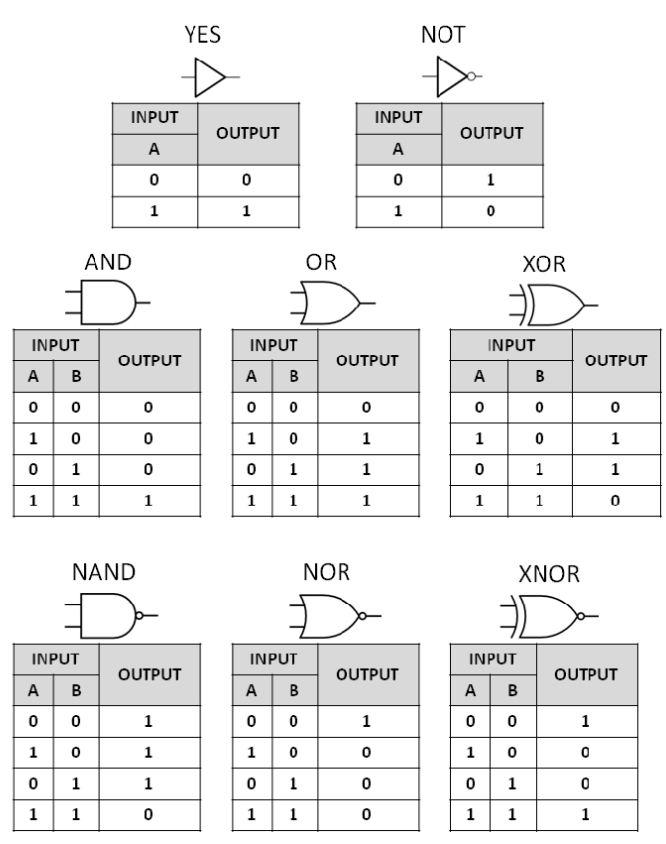 YES NOT
INPUT OUTPUT INPUT OUTPUT
A A
0 0 0 1
1 1 1 0
AND OR XOR
INPUT OUTPUT INPUT OUTPUT INPUT OUTPUT
A B A B A B
0 0 0 0 0 0 0 0 0
1 0 0 1 0 1 1 0 1
0 1 0 0 1 1 0 1 1
1 1 1 1 1 1 1 1 0
NAND NOR XNOR
INPUT OUTPUT INPUT OUTPUT INPUT OUTPUT
A B A B A B
0 0 1 0 0 1 0 0 1
1 0 1 1 0 0 1 0 0
0 1 1 0 1 0 0 1 0
1 1 0 1 1 0 1 1 1